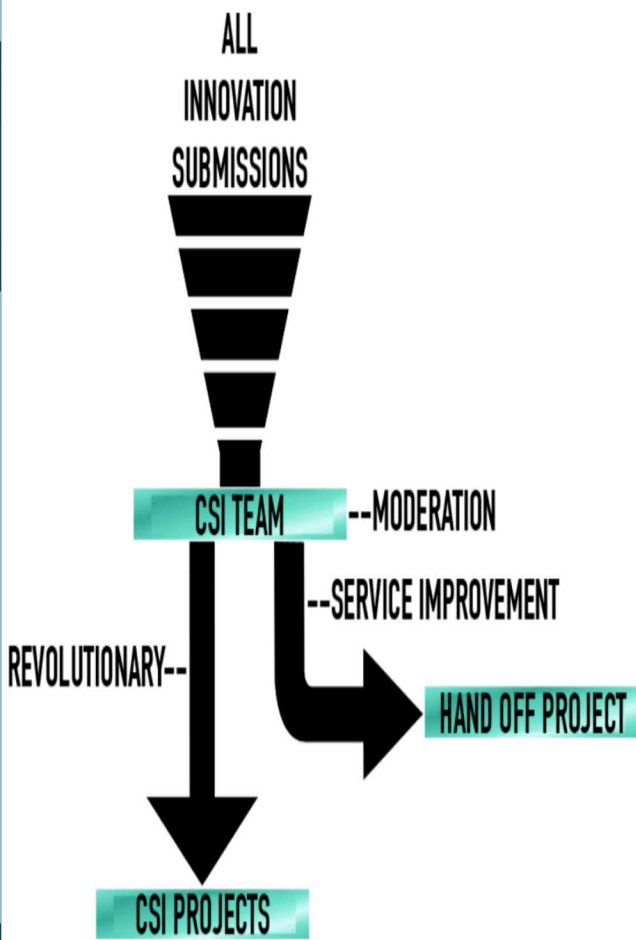 ALL
INNOVATION
SUBMISSIONS
CSI TEAM
--MODERATION
--SERVICE IMPROVEMENT
REVOLUTIONARY--
HAND OFF PROJECT
CSI PROJECTS